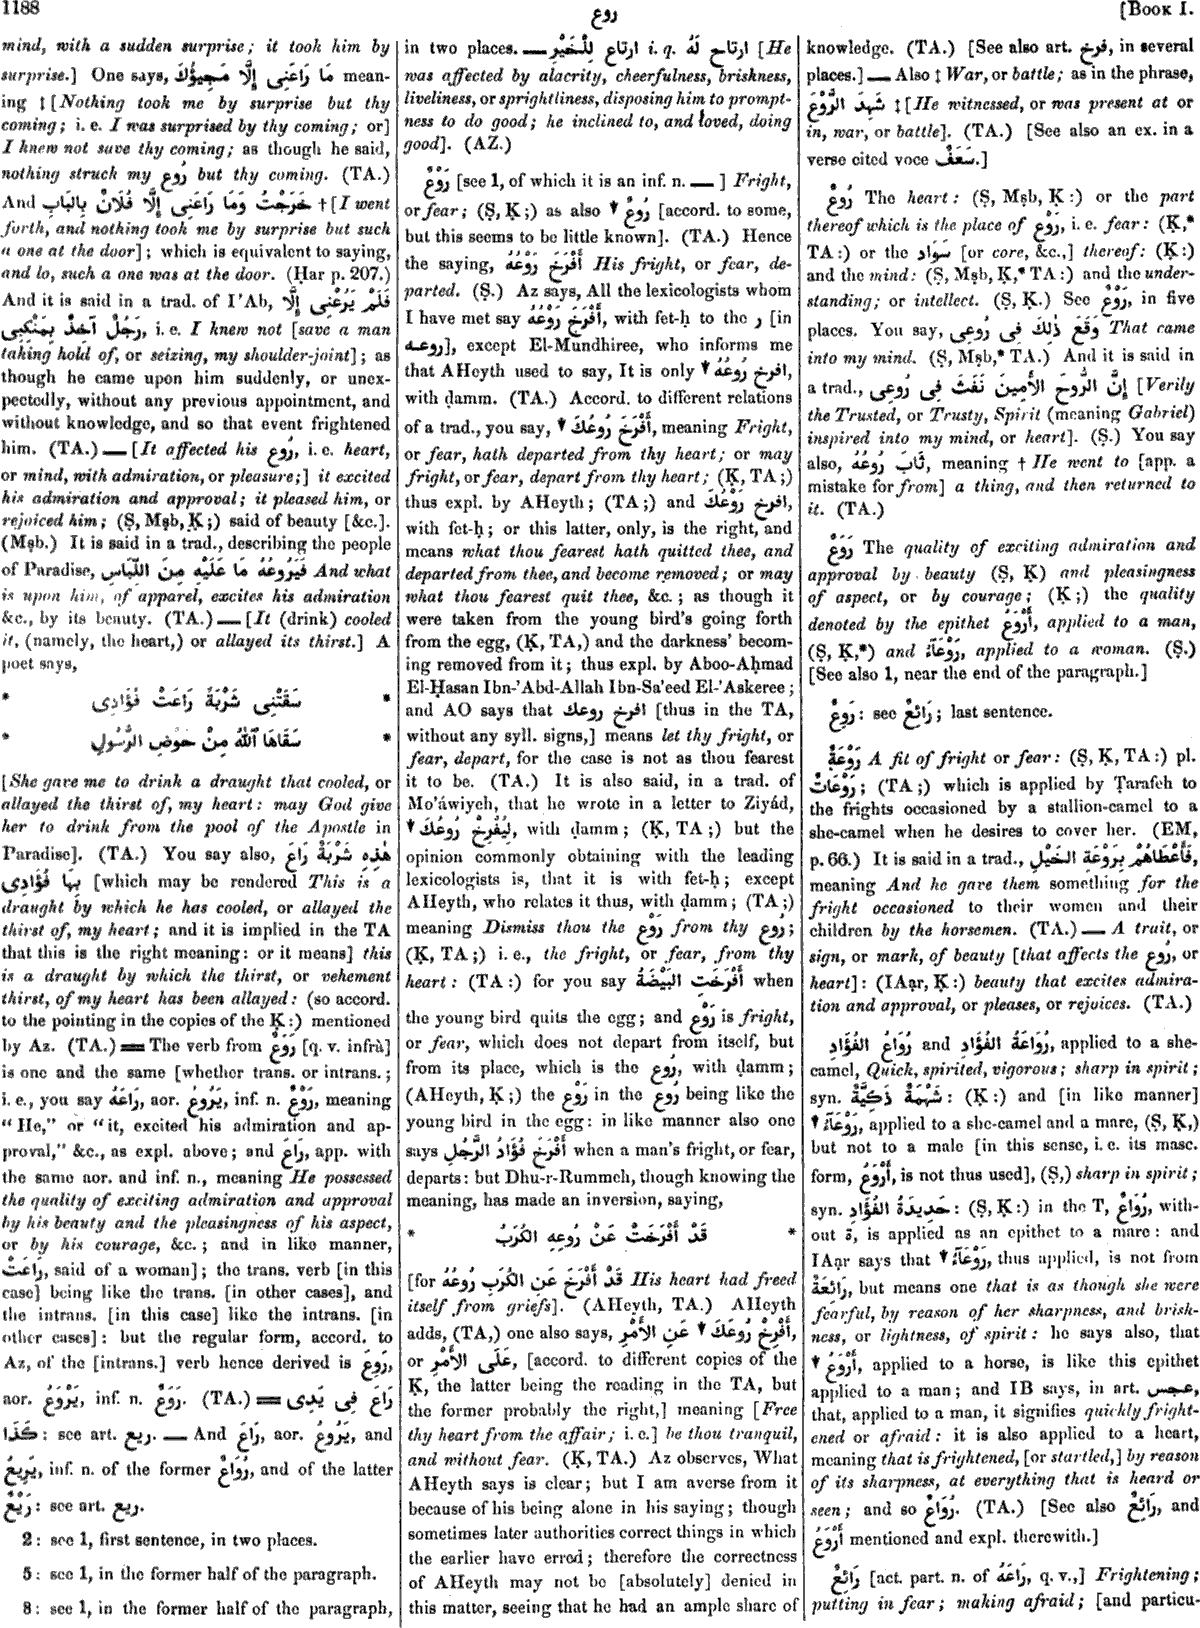 1188
روع
[Book I.
mind, with a sudden surprise; it took him by
surprise.] One says, مَا رَاعَنِى إِلَّا مَجِيؤُكَ mean-
ing ‡ [Nothing took me by surprise but thy
coming; i. e. I was surprised by thy coming; or]
I knew not save thy coming; as though he said,
nothing struck my رُوع but thy coming. (TA.)
And خَرَجْتُ وَمَا رَاعَنِى إِلَّا فُلَانٌ بِالبَابِ † [I went
forth, and nothing took me by surprise but such
a one at the door]; which is equivalent to saying,
and lo, such a one was at the door. (Ḥar p. 207.)
And it is said in a trad. of I'Ab, فَلَمْ يَرُعْنِى إِلَّا
رَجُلٌ آخِذٌ بِمَنْكِبِى, i. e. I knew not [save a man
taking hold of, or seizing, my shoulder-joint]; as
though he came upon him suddenly, or unex-
pectedly, without any previous appointment, and
without knowledge, and so that event frightened
him. (TA.) — [It affected his رُوع, i. e. heart,
or mind, with admiration, or pleasure;] it excited
his admiration and approval; it pleased him, or
rejoiced him; (Ṣ, Mṣb, Ḳ;) said of beauty [&c.].
(Mṣb.) It is said in a trad., describing the people
of Paradise, فَيَرُوعُهُ مَا عَلَيْهِ مِنَ اللِّبَاسِ And what
is upon him, of apparel, excites his admiration
&c., by its beauty. (TA.) — [It (drink) cooled
it, (namely, the heart,) or allayed its thirst.] A
poet says,
* سَقَتْنِى شَرْبَةً رَاعَتْ فُؤَادِى *
* سَقَاهَا ٱللّٰهُ مِنْ حَوْضِ الرَّسُولِ *
[She gave me to drink a draught that cooled, or
allayed the thirst of, my heart: may God give
her to drink from the pool of the Apostle in
Paradise]. (TA.) You say also, هٰذِهِ شَرْبَةٌ رَاعَ
بِهَا فُؤَادِى [which may be rendered This is a
draught by which he has cooled, or allayed the
thirst of, my heart; and it is implied in the TA
that this is the right meaning: or it means] this
is a draught by which the thirst, or vehement
thirst, of my heart has been allayed: (so accord.
to the pointing in the copies of the Ḳ:) mentioned
by Az. (TA.) = The verb from رَوَعٌ [q. v. infrà]
is one and the same [whether trans. or intrans.;
i. e., you say رَاعَهُ, aor. يَرُوعُ, inf. n. رَوْعٌ, meaning
"He," or "it, excited his admiration and ap-
proval," &c., as expl. above; and رَاعَ, app. with
the same aor. and inf. n., meaning He possessed
the quality of exciting admiration and approval
by his beauty and the pleasingness of his aspect,
or by his courage, &c.; and in like manner,
رَاعَتْ, said of a woman]; the trans. verb [in this
case] being like the trans. [in other cases], and
the intrans. [in this case] like the intrans. [in
other cases]: but the regular form, accord. to
Az, of the [intrans.] verb hence derived is رَوِعَ,
aor. يَرْوَعُ, inf. n. رَوَعٌ. (TA.) = رَاعَ فِى يَدِى
كَذَا: see art. ريع. — And رَاعَ, aor. يَرُوعُ, and
يَرِيعُ, inf. n. of the former رُوَاعٌ, and of the latter
رَيْعٌ: see art. ريع.
2: see 1, first sentence, in two places.
5: see 1, in the former half of the paragraph.
8: see 1, in the former half of the paragraph,
in two places. — ارتاع لِلْخَيْرِ i. q. ارتاح لَهُ [He
was affected by alacrity, cheerfulness, briskness,
liveliness, or sprightliness, disposing him to prompt-
ness to do good; he inclined to, and loved, doing
good]. (AZ.)
رَوْعٌ [see 1, of which it is an inf. n. — ] Fright,
or fear; (Ṣ, Ḳ;) as also ↓ رُوعٌ [accord. to some,
but this seems to be little known]. (TA.) Hence
the saying, أَفْرَخَ رَوْعُهُ His fright, or fear, de-
parted. (Ṣ.) Az says, All the lexicologists whom
I have met say أَفْرَخَ رَوْعُهُ, with fet-ḥ to the ر [in
روعه], except El-Mundhiree, who informs me
that AHeyth used to say, It is only ↓ افرخ رُوعُهُ,
with ḍamm. (TA.) Accord. to different relations
of a trad., you say, ↓ أَفْرَخَ رُوعُكَ, meaning Fright,
or fear, hath departed from thy heart; or may
fright, or fear, depart from thy heart; (Ḳ, TA;)
thus expl. by AHeyth; (TA;) and افرخ رَوْعُكَ,
with fet-ḥ; or this latter, only, is the right, and
means what thou fearest hath quitted thee, and
departed from thee, and become removed; or may
what thou fearest quit thee, &c.; as though it
were taken from the young bird's going forth
from the egg, (Ḳ, TA,) and the darkness' becom-
ing removed from it; thus expl. by Aboo-Aḥmad
El-Ḥasan Ibn-'Abd-Allah Ibn-Sa'eed El-'Askeree;
and AO says that افرخ روعك [thus in the TA,
without any syll. signs,] means let thy fright, or
fear, depart, for the case is not as thou fearest
it to be. (TA.) It is also said, in a trad. of
Mo'áwiyeh, that he wrote in a letter to Ziyád,
↓ لِيُفْرِخْ رُوعُكَ, with ḍamm; (Ḳ, TA;) but the
opinion commonly obtaining with the leading
lexicologists is, that it is with fet-ḥ; except
AHeyth, who relates it thus, with ḍamm; (TA;)
meaning Dismiss thou the رَوْع from thy رُوع;
(Ḳ, TA;) i. e., the fright, or fear, from thy
heart: (TA:) for you say أَفْرَخَتِ البَيْضَةُ when
the young bird quits the egg; and رَوْع is fright,
or fear, which does not depart from itself, but
from its place, which is the رُوع, with ḍamm;
(AHeyth, Ḳ;) the رَوْع in the رُوع being like the
young bird in the egg: in like manner also one
says أَفْرَخَ فُؤَادُ الرَّجُلِ when a man's fright, or fear,
departs: but Dhu-r-Rummeh, though knowing the
meaning, has made an inversion, saying,
* قَدْ أَفْرَخَتْ عَنْ رُوعِهِ الكُرَبُ *
[for قَدْ أَفْرَخَ عَنِ الكُرَبِ رُوعُهُ His heart had freed
itself from griefs]. (AHeyth, TA.) AHeyth
adds, (TA,) one also says, أَفْرِخْ رُوعَكَ ↓ عَنِ الأَمْرِ,
or عَلَى الأَمْرِ, [accord. to different copies of the
Ḳ, the latter being the reading in the TA, but
the former probably the right,] meaning [Free
thy heart from the affair; i. e.] be thou tranquil,
and without fear. (Ḳ, TA.) Az observes, What
AHeyth says is clear; but I am averse from it
because of his being alone in his saying; though
sometimes later authorities correct things in which
the earlier have erred; therefore the correctness
of AHeyth may not be [absolutely] denied in
this matter, seeing that he had an ample share of
knowledge. (TA.) [See also art. فرخ, in several
places.] — Also ‡ War, or battle; as in the phrase,
شَهِدَ الرَّوْعَ ‡ [He witnessed, or was present at or
in, war, or battle]. (TA.) [See also an ex. in a
verse cited voce سَعَفٌ.]
رُوعٌ The heart: (Ṣ, Mṣb, Ḳ:) or the part
thereof which is the place of رَوْع, i. e. fear: (Ḳ,*
TA:) or the سَوَاد [or core, &c.,] thereof: (Ḳ:)
and the mind: (Ṣ, Mṣb, Ḳ,* TA:) and the under-
standing; or intellect. (Ṣ, Ḳ.) See رَوْعٌ, in five
places. You say, وَقَعَ ذٰلِكَ فِى رُوعِى That came
into my mind. (Ṣ, Mṣb,* TA.) And it is said in
a trad., إِنَّ الرُّوحَ الأَمِينَ نَفَثَ فِى رُوعِى [Verily
the Trusted, or Trusty, Spirit (meaning Gabriel)
inspired into my mind, or heart]. (Ṣ.) You say
also, ثَابَ رُوعُهُ, meaning † He went to [app. a
mistake for from] a thing, and then returned to
it. (TA.)
رَوَعٌ The quality of exciting admiration and
approval by beauty (Ṣ, Ḳ) and pleasingness
of aspect, or by courage; (Ḳ;) the quality
denoted by the epithet أَرْوَعُ, applied to a man,
(Ṣ, Ḳ,*) and رَوْعَآءُ, applied to a woman. (Ṣ.)
[See also 1, near the end of the paragraph.]
رَوِعٌ: see رَائِعٌ; last sentence.
رَوْعَةٌ A fit of fright or fear: (Ṣ, Ḳ, TA:) pl.
رَوْعَاتٌ; (TA;) which is applied by Ṭarafeh to
the frights occasioned by a stallion-camel to a
she-camel when he desires to cover her. (EM,
p. 66.) It is said in a trad., فَأَعْطَاهُمْ بِرَوْعَةِ الخَيْلِ,
meaning And he gave them something for the
fright occasioned to their women and their
children by the horsemen. (TA.) — A trait, or
sign, or mark, of beauty [that affects the رُوع, or
heart]: (IAạr, Ḳ:) beauty that excites admira-
tion and approval, or pleases, or rejoices. (TA.)
رُوَاعُ الفُؤَادِ and رُوَاعَةُ الفُؤَادِ, applied to a she-
camel, Quick, spirited, vigorous; sharp in spirit;
syn. شَهْمَةٌ ذَكِيَّةٌ: (Ḳ:) and [in like manner]
↓ رَوْعَآءُ, applied to a she-camel and a mare, (Ṣ, Ḳ,)
but not to a male [in this sense, i. e. its masc.
form, أَرْوَعُ, is not thus used], (Ṣ,) sharp in spirit;
syn. حَدِيدَةُ الفُؤَادِ: (Ṣ, Ḳ:) in the T, رُوَاعٌ, with-
out ة, is applied as an epithet to a mare: and
IAạr says that ↓ رَوْعَآءُ, thus applied, is not from
رَائِعَةٌ, but means one that is as though she were
fearful, by reason of her sharpness, and brisk-
ness, or lightness, of spirit: he says also, that
↓ أَرْوَعُ, applied to a horse, is like this epithet
applied to a man; and IB says, in art. عجس,
that, applied to a man, it signifies quickly fright-
ened or afraid: it is also applied to a heart,
meaning that is frightened, [or startled,] by reason
of its sharpness, at everything that is heard or
seen; and so رُوَاعٌ. (TA.) [See also رَائِعٌ, and
أَرْوَعُ mentioned and expl. therewith.]
رَائِعٌ [act. part. n. of رَاعَهُ, q. v.,] Frightening;
putting in fear; making afraid; [and particu-